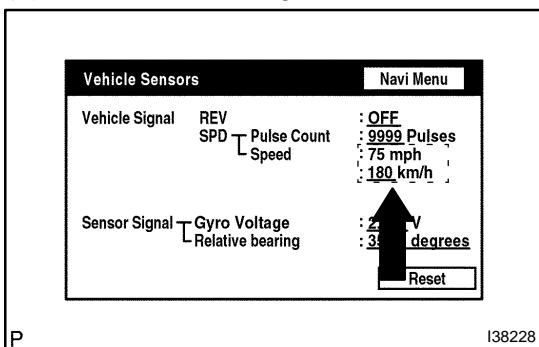 Vehicle Sensors Navi Menu
Vehicle Signal REV : OFF
SPD Pulse Count : 9999 Pulses
Speed : 75 mph
: 180 km/h
Sensor Signal Gyro Voltage : V
Relative bearing : degrees
Reset
P I38228